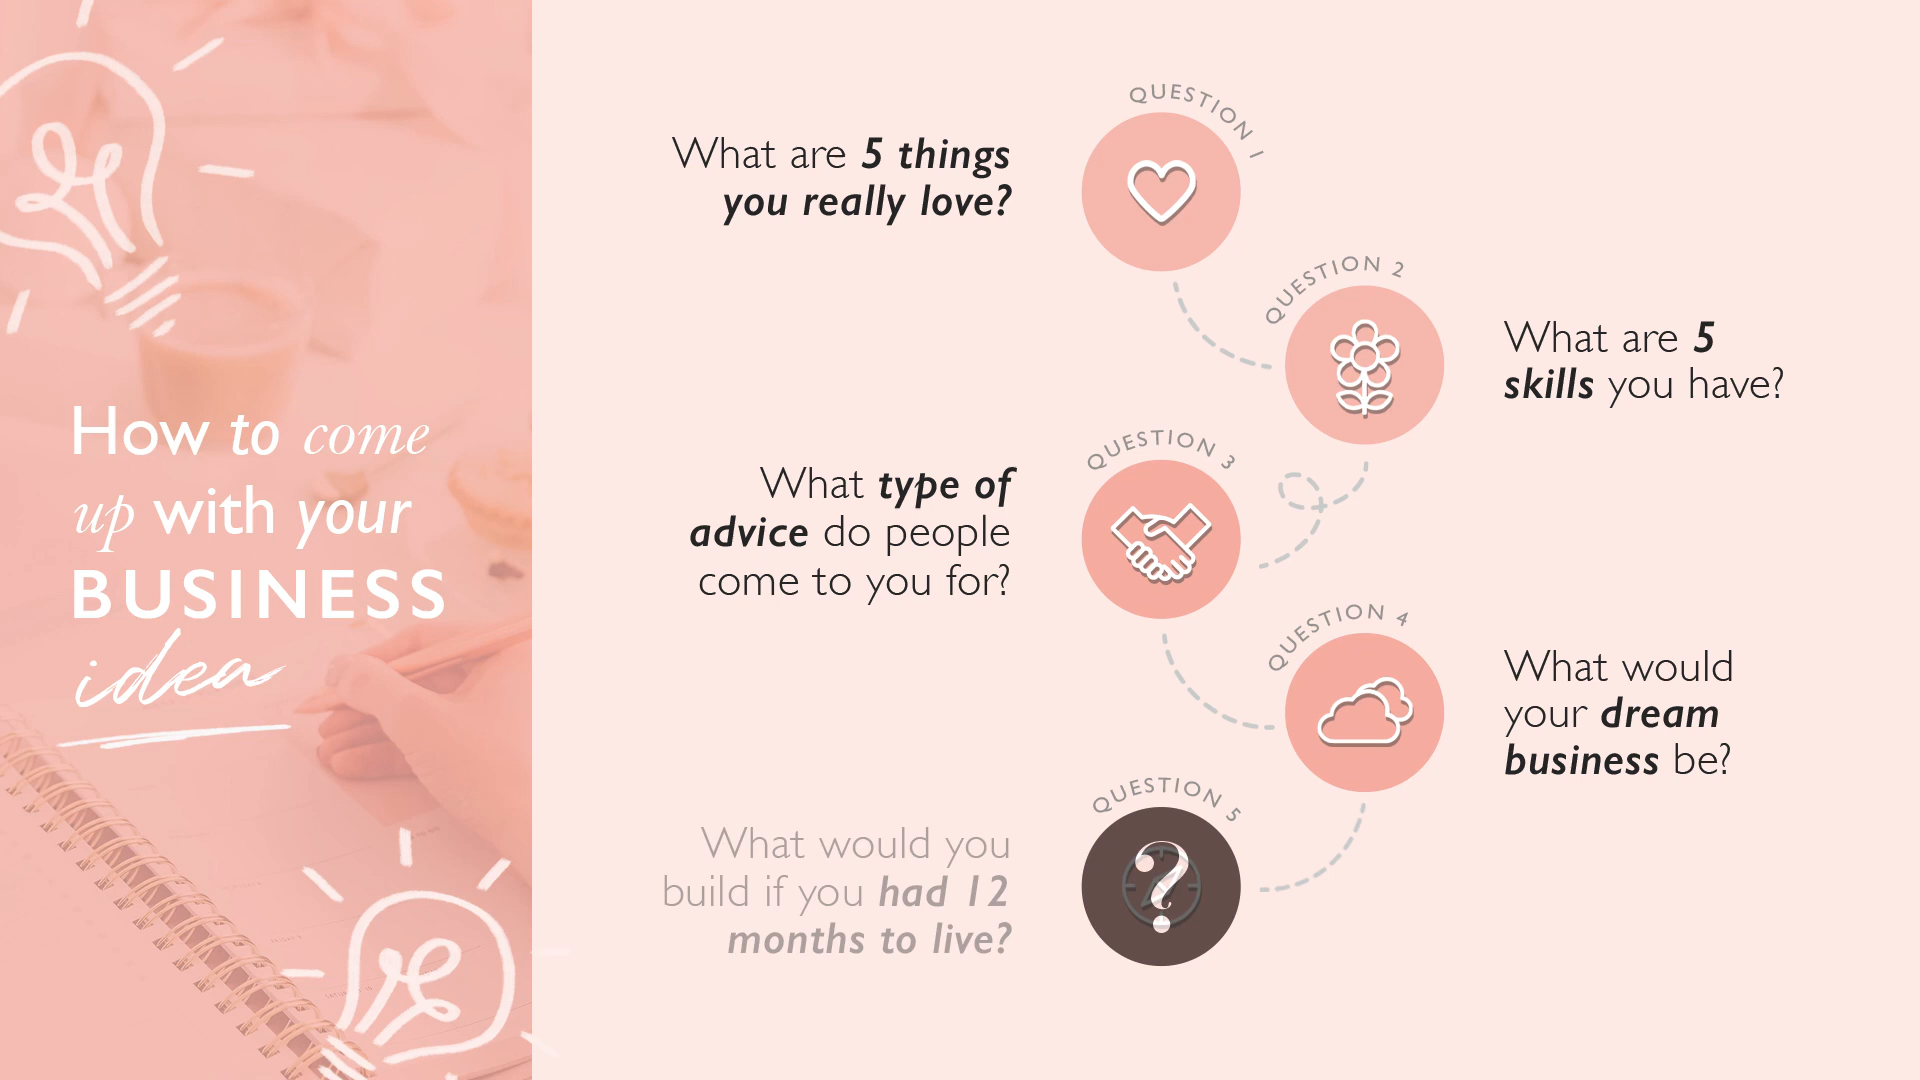 How to come
up with your
BUSINESS
idea
QUESTION 1
What are 5 things
you really love?
QUESTION 2
What are 5
skills you have?
QUESTION 3
What type of
advice do people
come to you for?
QUESTION 4
What would
your dream
business be?
QUESTION 5
What would you
build if you had 12
months to live?
?